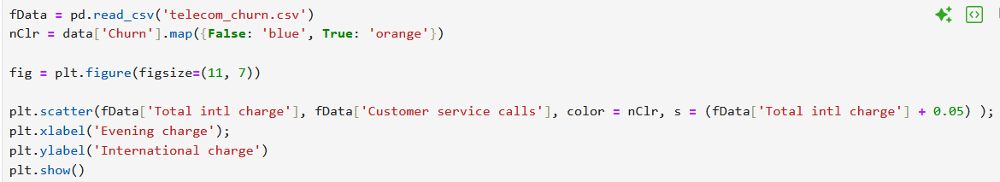 fData = pd.read_csv('telecom_churn.csv')
nClr = data['Churn'].map({False: 'blue', True: 'orange'})
fig = plt.figure(figsize=(11, 7))
plt.scatter(fData['Total intl charge'], fData['Customer service calls'], color = nClr, s = (fData['Total intl charge'] + 0.05) );
plt.xlabel('Evening charge');
plt.ylabel('International charge')
plt.show()